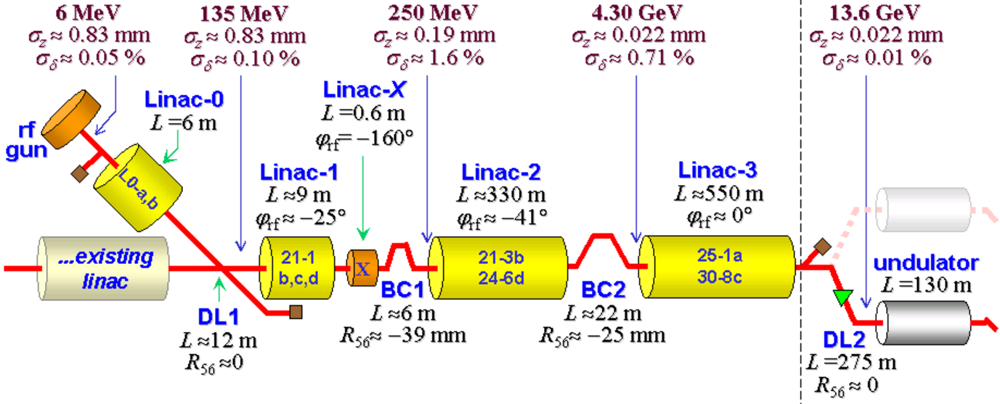 6 MeV
σz ≈ 0.83 mm
σδ ≈ 0.05 %
135 MeV
σz ≈ 0.83 mm
σδ ≈ 0.10 %
250 MeV
σz ≈ 0.19 mm
σδ ≈ 1.6 %
4.30 GeV
σz ≈ 0.022 mm
σδ ≈ 0.71 %
13.6 GeV
σz ≈ 0.022 mm
σδ ≈ 0.01 %
rf
gun
Linac-0
L =6 m
L0-a,b
...existing
linac
DL1
L ≈12 m
R56 ≈0
Linac-1
L ≈9 m
φrf ≈ −25°
21-1
b,c,d
Linac-X
L =0.6 m
φrf= −160°
X
BC1
L ≈6 m
R56≈ −39 mm
Linac-2
L ≈330 m
φrf ≈ −41°
21-3b
24-6d
BC2
L ≈22 m
R56≈ −25 mm
Linac-3
L ≈550 m
φrf ≈ 0°
25-1a
30-8c
undulator
L =130 m
DL2
L =275 m
R56 ≈ 0